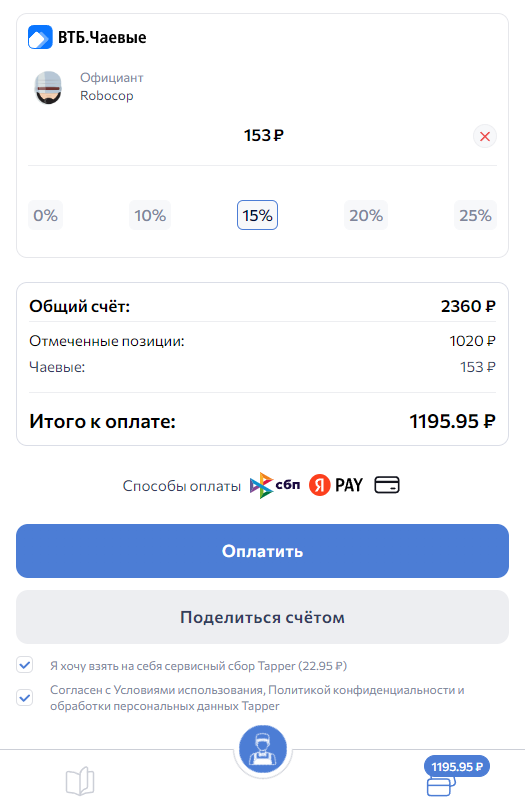 ВТБ.Чаевые
Официант
Robocop
153 ₽
0% 10% 15% 20% 25%
Общий счёт: 2360 ₽
Отмеченные позиции: 1020 ₽
Чаевые: 153 ₽
Итого к оплате: 1195.95 ₽
Способы оплаты сбп Я PAY
Оплатить
Поделиться счётом
Я хочу взять на себя сервисный сбор Tapper (22.95 ₽)
Согласен с Условиями использования, Политикой конфиденциальности и
обработки персональных данных Tapper
1195.95 ₽